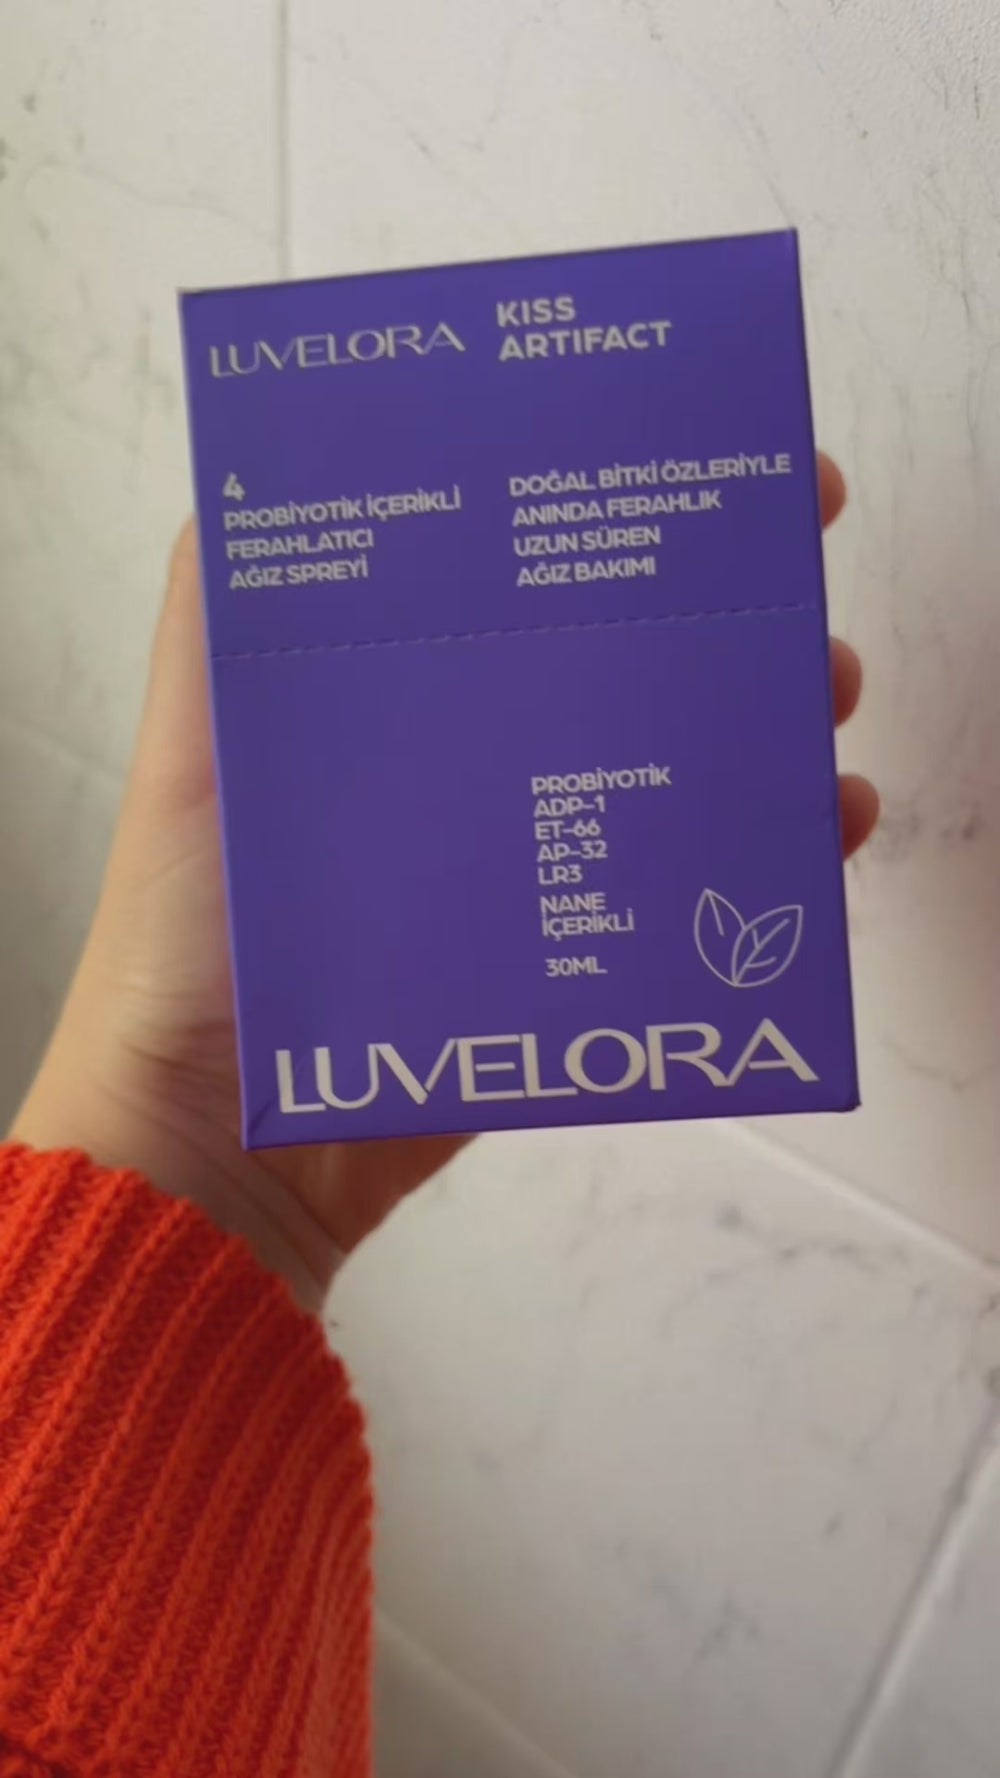 LUVELORA
KISS
ARTIFACT
4
PROBİYOTİK İÇERİKLİ
FERAHLATICI
AĞIZ SPREYİ
DOĞAL BİTKİ ÖZLERİYLE
ANINDA FERAHLIK
UZUN SÜREN
AĞIZ BAKIMI
PROBİYOTİK
ADP-1
ET-66
AP-32
LR3
NANE
İÇERİKLİ
30ML
LUVELORA